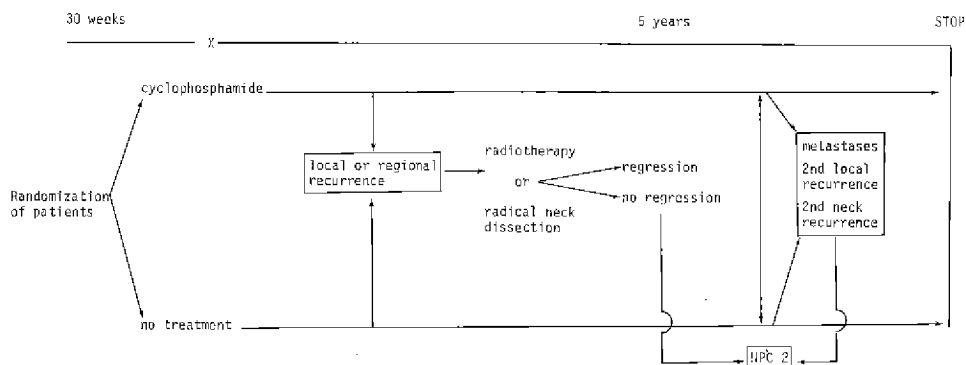 30 weeks
5 years
STOP
X
cyclophosphamide
Randomization
of patients
local or regional
recurrence
radiotherapy
or
radical neck
dissection
regression
no regression
metastases
2nd local
recurrence
2nd neck
recurrence
no treatment
NPC 2